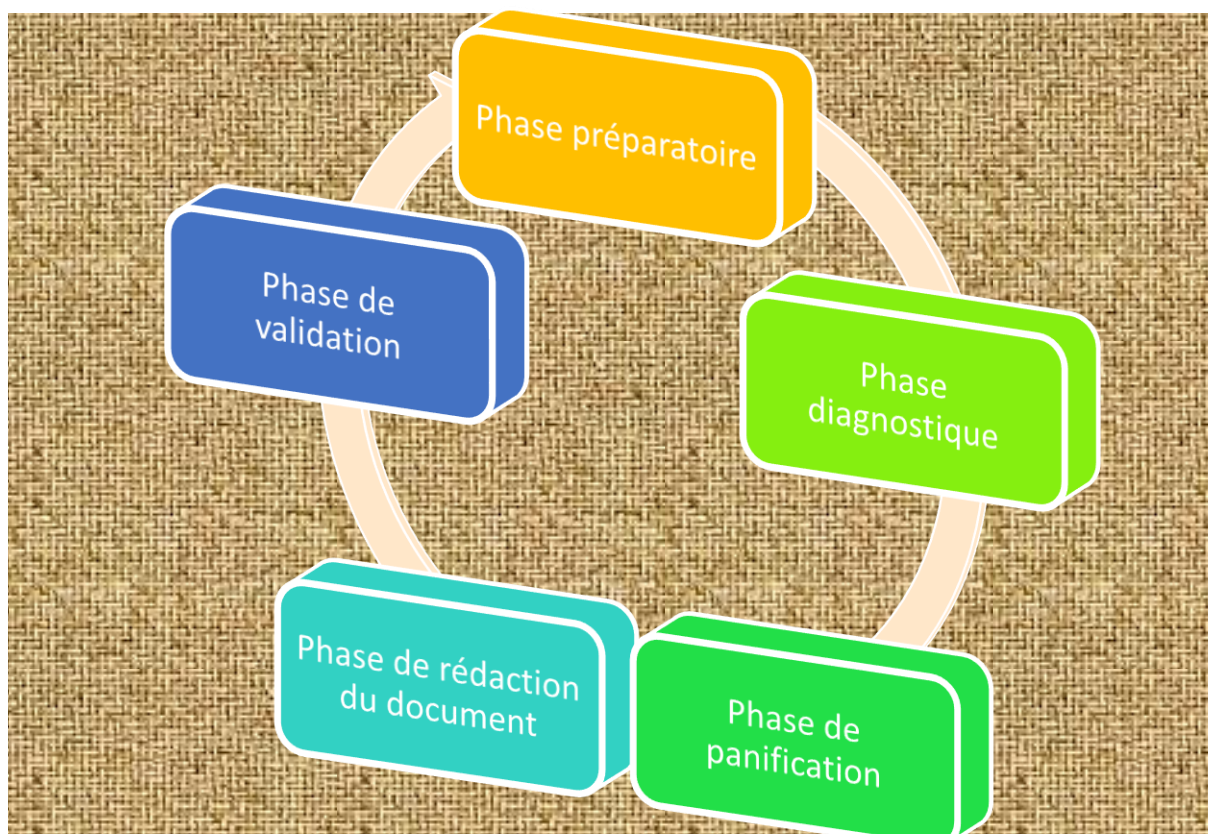 Phase préparatoire
Phase
diagnostique
Phase de
panification
Phase de rédaction
du document
Phase de
validation